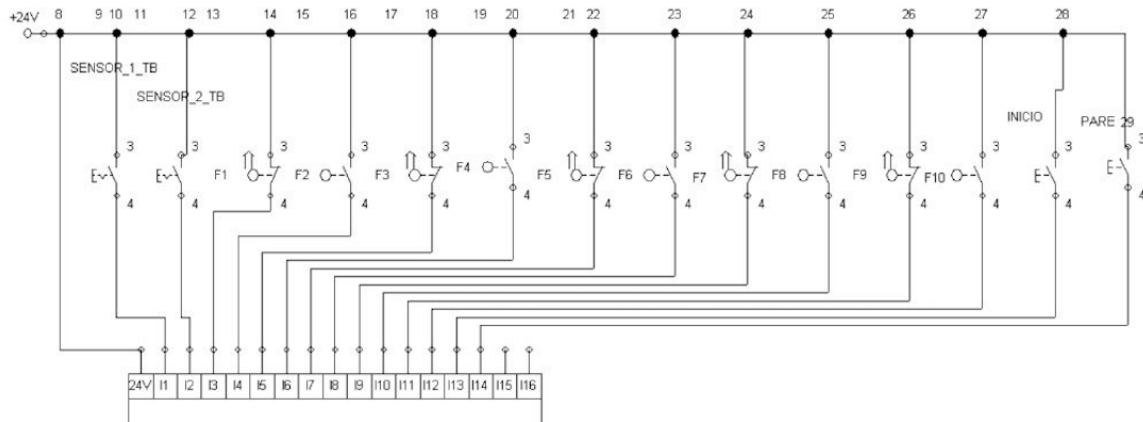 +24V 8 9 10 11 12 13 14 15 16 17 18 19 20 21 22 23 24 25 26 27 28
SENSOR_1_TB
SENSOR_2_TB
INICIO PARE 29
3 3 3 3 3 3 3 3 3 3 3 3 3 3
F1 F2 F3 F4 F5 F6 F7 F8 F9 F10
4 4 4 4 4 4 4 4 4 4 4 4 4 4
24V I1 I2 I3 I4 I5 I6 I7 I8 I9 I10 I11 I12 I13 I14 I15 I16